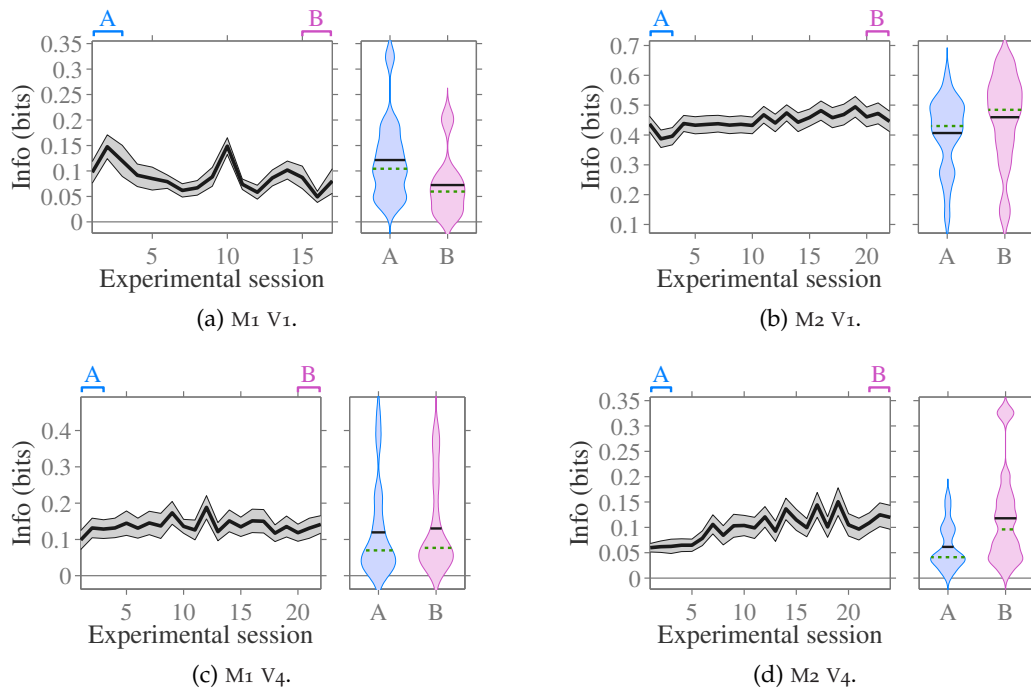 A B
Info (bits)
0.35
0.3
0.25
0.2
0.15
0.1
0.05
0
5 10 15
A B
Experimental session
(a) M1 V1.
A B
Info (bits)
0.7
0.6
0.5
0.4
0.3
0.2
0.1
5 10 15 20
A B
Experimental session
(b) M2 V1.
A B
Info (bits)
0.4
0.3
0.2
0.1
0
5 10 15 20
A B
Experimental session
(c) M1 V4.
A B
Info (bits)
0.35
0.3
0.25
0.2
0.15
0.1
0.05
0
5 10 15 20
A B
Experimental session
(d) M2 V4.